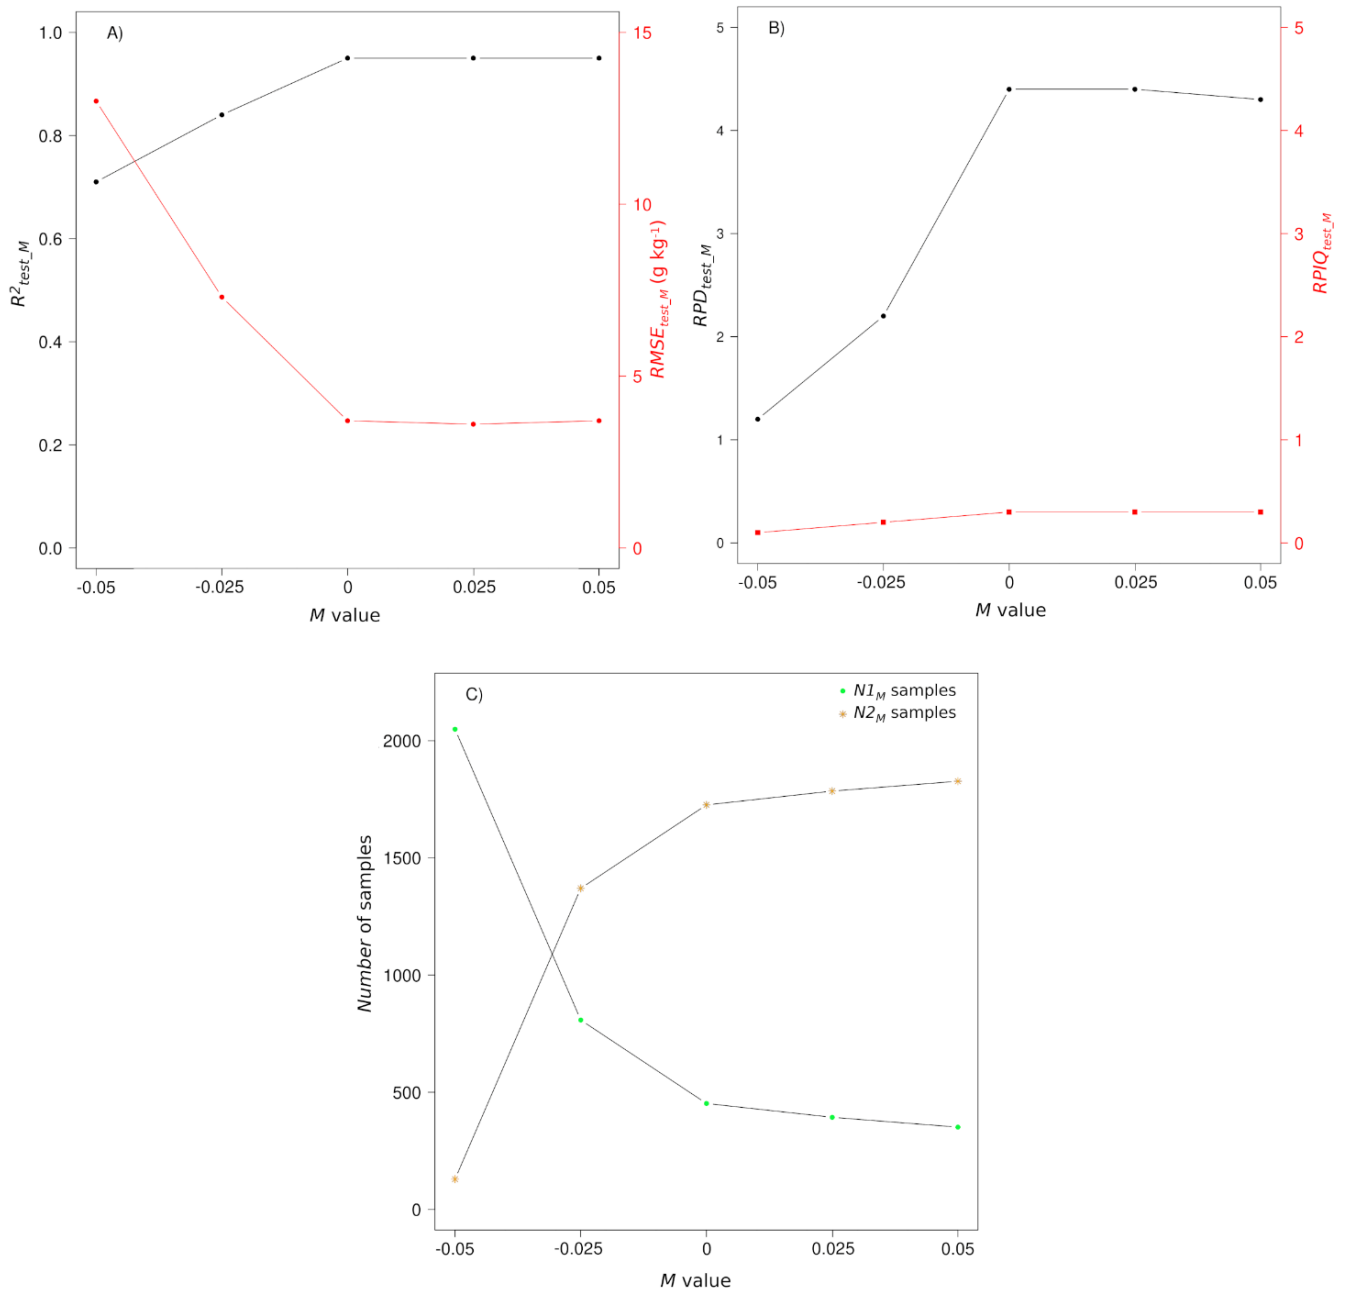 A)
1.0
0.8
0.6
0.4
0.2
0.0
R²test_M
15
10
5
0
RMSEtest_M (g kg-1)
-0.05 -0.025 0 0.025 0.05
M value
B)
5
4
3
2
1
0
RPDtest_M
5
4
3
2
1
0
RPIQtest_M
-0.05 -0.025 0 0.025 0.05
M value
C)
N1M samples
N2M samples
2000
1500
1000
500
0
Number of samples
-0.05 -0.025 0 0.025 0.05
M value